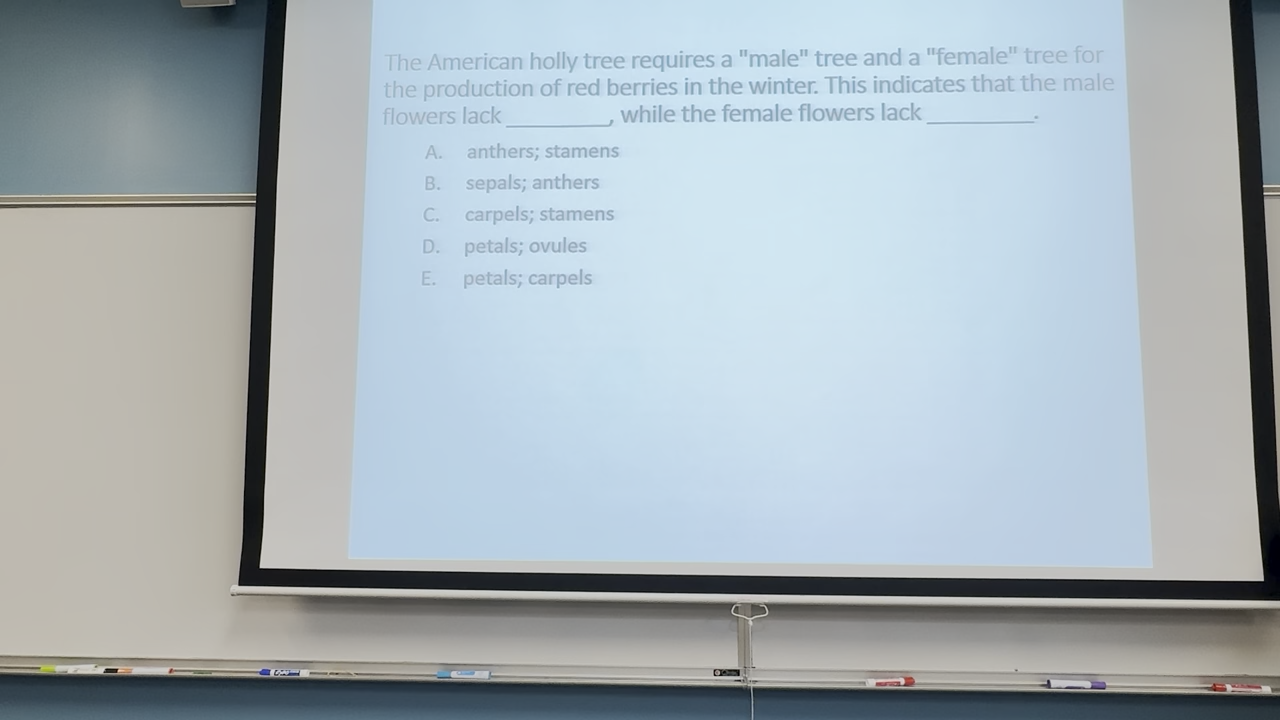 The American holly tree requires a "male" tree and a "female" tree for
the production of red berries in the winter. This indicates that the male
flowers lack _________, while the female flowers lack _________.
A. anthers; stamens
B. sepals; anthers
C. carpels; stamens
D. petals; ovules
E. petals; carpels